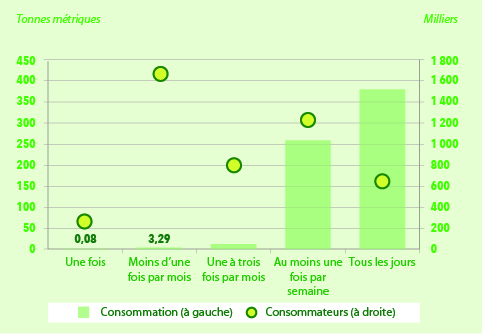 Tonnes métriques Milliers
450 1 800
400 1 600
350 1 400
300 1 200
250 1 000
200 800
150 600
100 400
50 200
0 0
0,08 3,29
Une fois Moins d’une Une à trois Au moins une Tous les jours
fois par mois fois par mois fois par
semaine
Consommation (à gauche) Consommateurs (à droite)